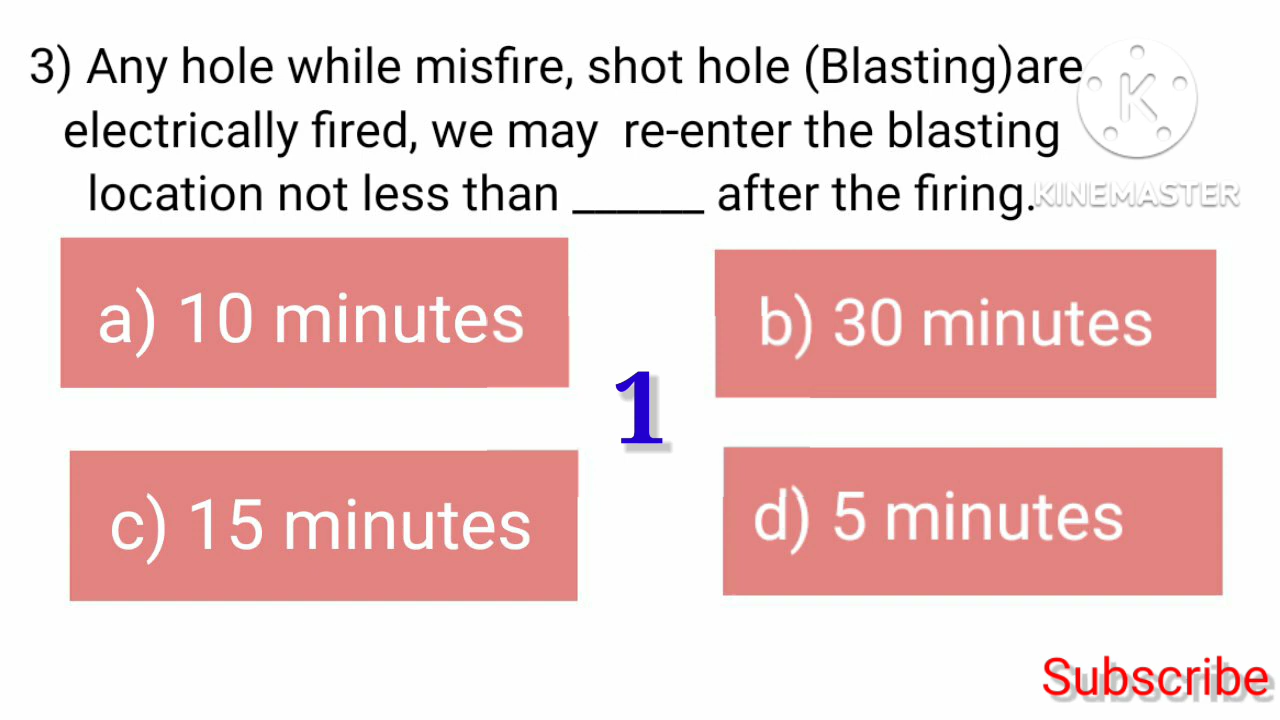 3) Any hole while misfire, shot hole (Blasting)are
electrically fired, we may re-enter the blasting
location not less than ______ after the firing.
K
KINEMASTER
a) 10 minutes
b) 30 minutes
1
c) 15 minutes
d) 5 minutes
Subscribe